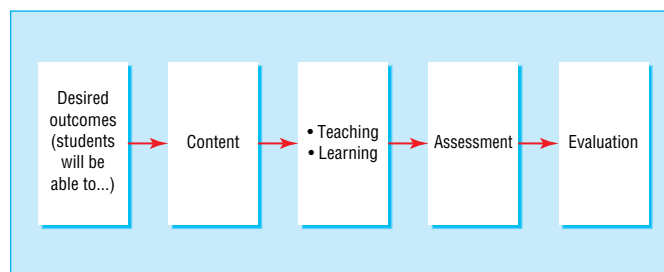 Desired
outcomes
(students
will be
able to...)
Content
• Teaching
• Learning
Assessment
Evaluation